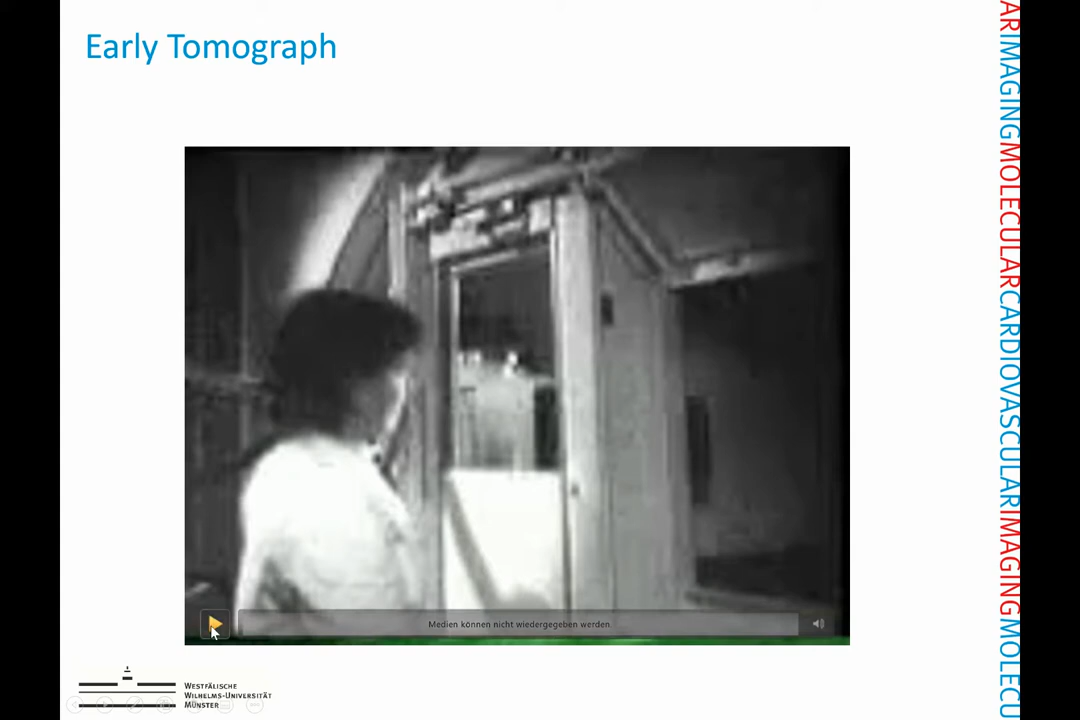 Early Tomograph
Medien können nicht wiedergegeben werden.
WESTFÄLISCHE
WILHELMS-UNIVERSITÄT
MÜNSTER
ARIMAGINGMOLECULARCARDIOVASCULARIMAGINGMOLECU